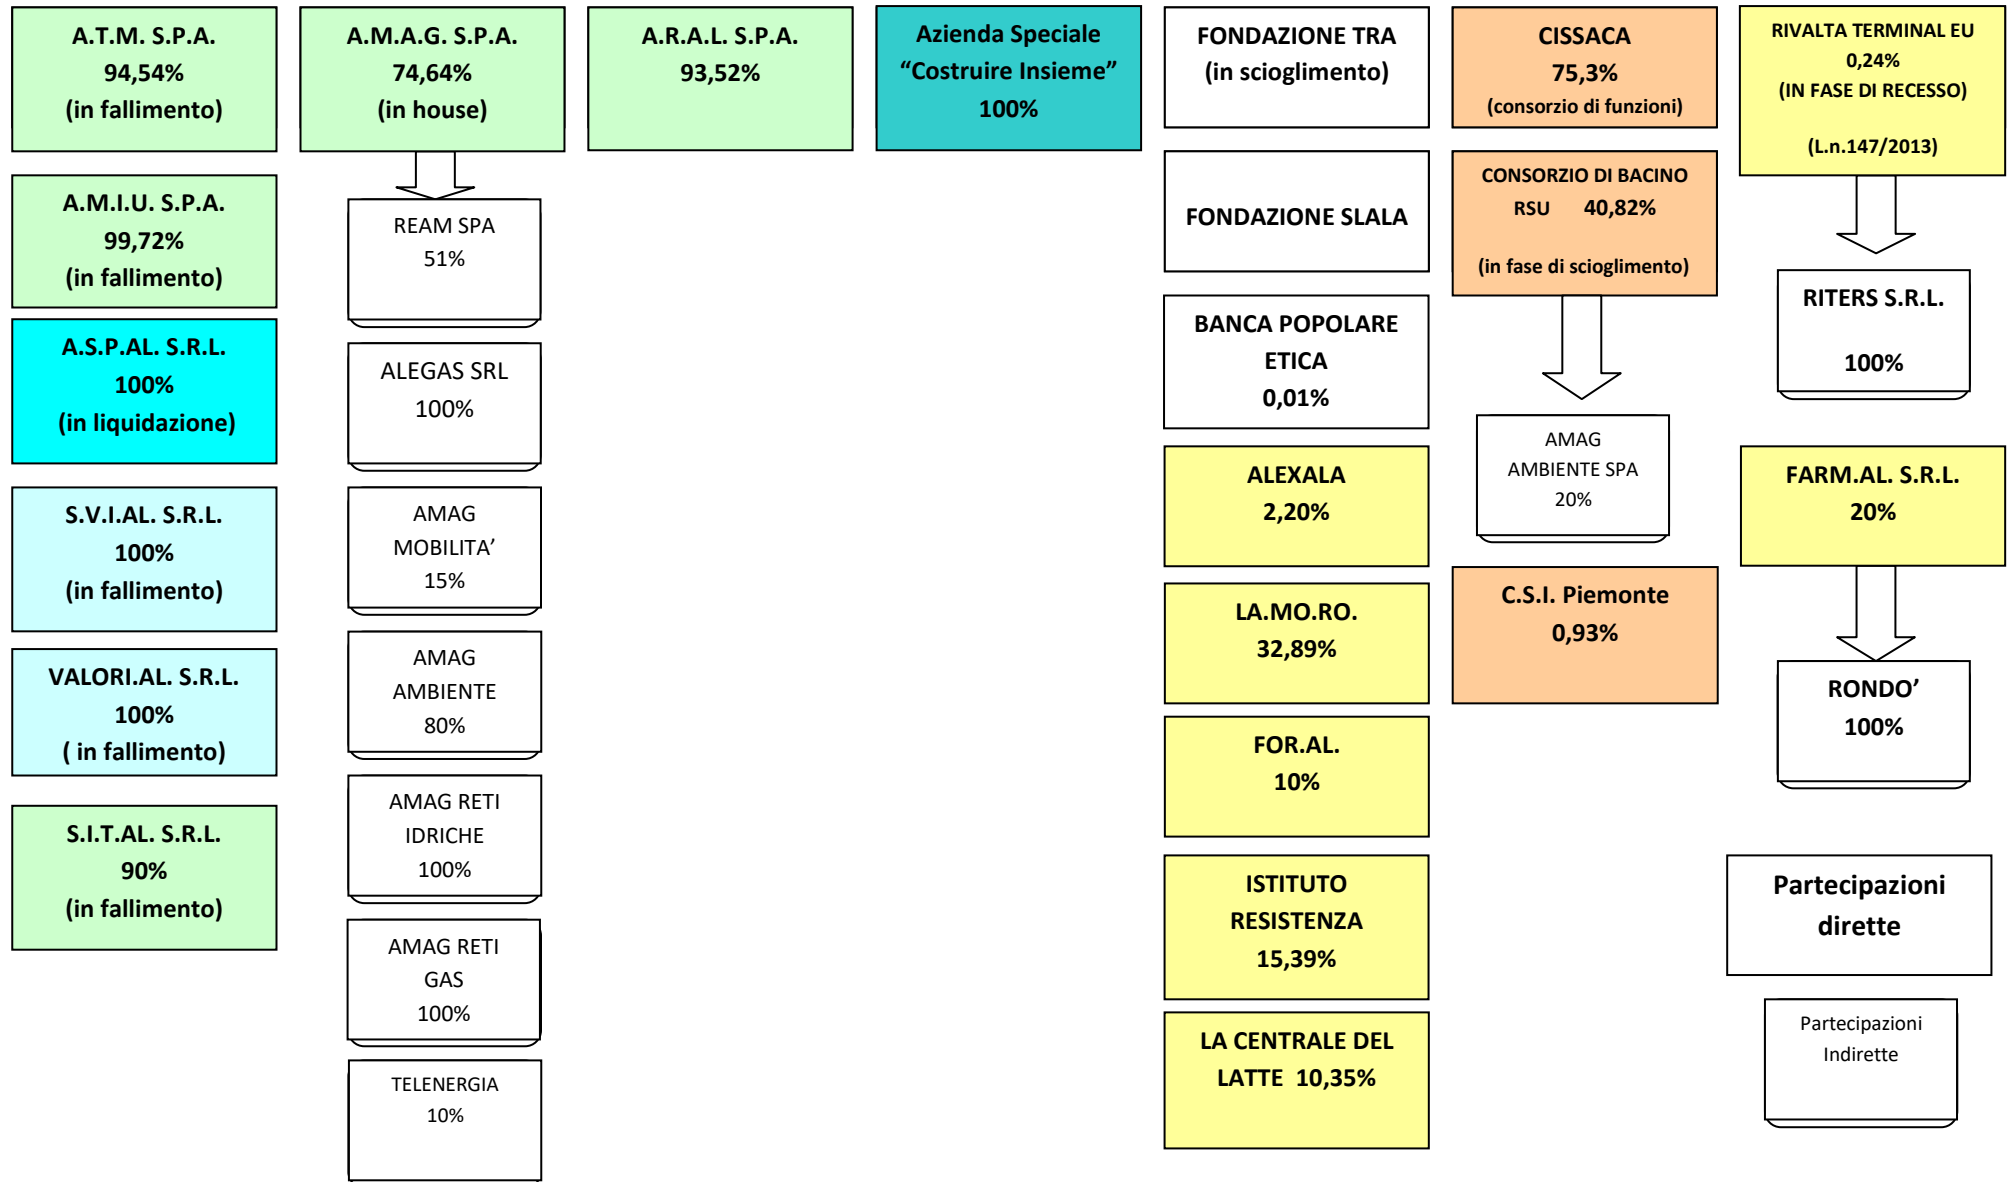 A.T.M. S.P.A.
94,54%
(in fallimento)
A.M.I.U. S.P.A.
99,72%
(in fallimento)
A.S.P.AL. S.R.L.
100%
(in liquidazione)
S.V.I.AL. S.R.L.
100%
(in fallimento)
VALORI.AL. S.R.L.
100%
( in fallimento)
S.I.T.AL. S.R.L.
90%
(in fallimento)
A.M.A.G. S.P.A.
74,64%
(in house)
REAM SPA
51%
ALEGAS SRL
100%
AMAG
MOBILITA’
15%
AMAG
AMBIENTE
80%
AMAG RETI
IDRICHE
100%
AMAG RETI
GAS
100%
TELENERGIA
10%
A.R.A.L. S.P.A.
93,52%
Azienda Speciale
“Costruire Insieme”
100%
FONDAZIONE TRA
(in scioglimento)
FONDAZIONE SLALA
BANCA POPOLARE
ETICA
0,01%
ALEXALA
2,20%
LA.MO.RO.
32,89%
FOR.AL.
10%
ISTITUTO
RESISTENZA
15,39%
LA CENTRALE DEL
LATTE 10,35%
CISSACA
75,3%
(consorzio di funzioni)
CONSORZIO DI BACINO
RSU 40,82%
(in fase di scioglimento)
AMAG
AMBIENTE SPA
20%
C.S.I. Piemonte
0,93%
RIVALTA TERMINAL EU
0,24%
(IN FASE DI RECESSO)
(L.n.147/2013)
RITERS S.R.L.
100%
FARM.AL. S.R.L.
20%
RONDO’
100%
Partecipazioni
dirette
Partecipazioni
Indirette